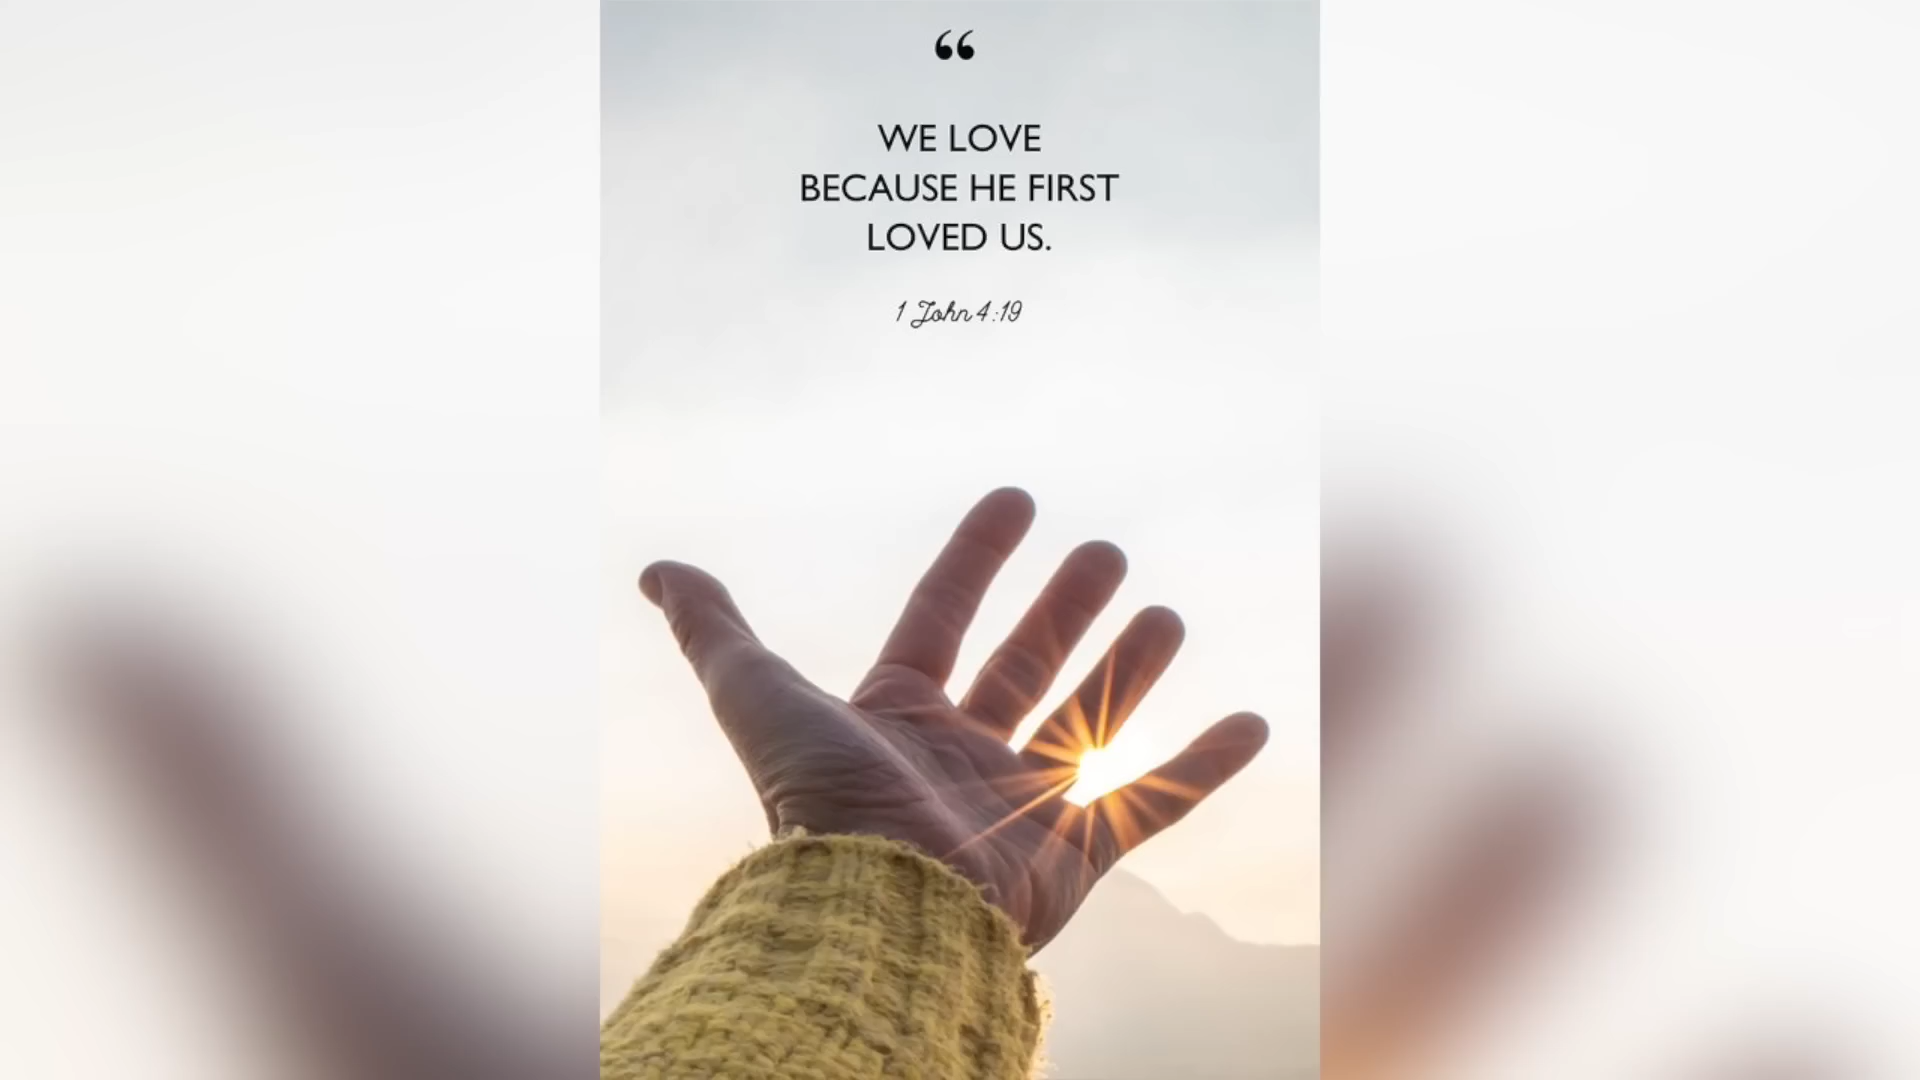 “
WE LOVE
BECAUSE HE FIRST
LOVED US.
1 John 4:19